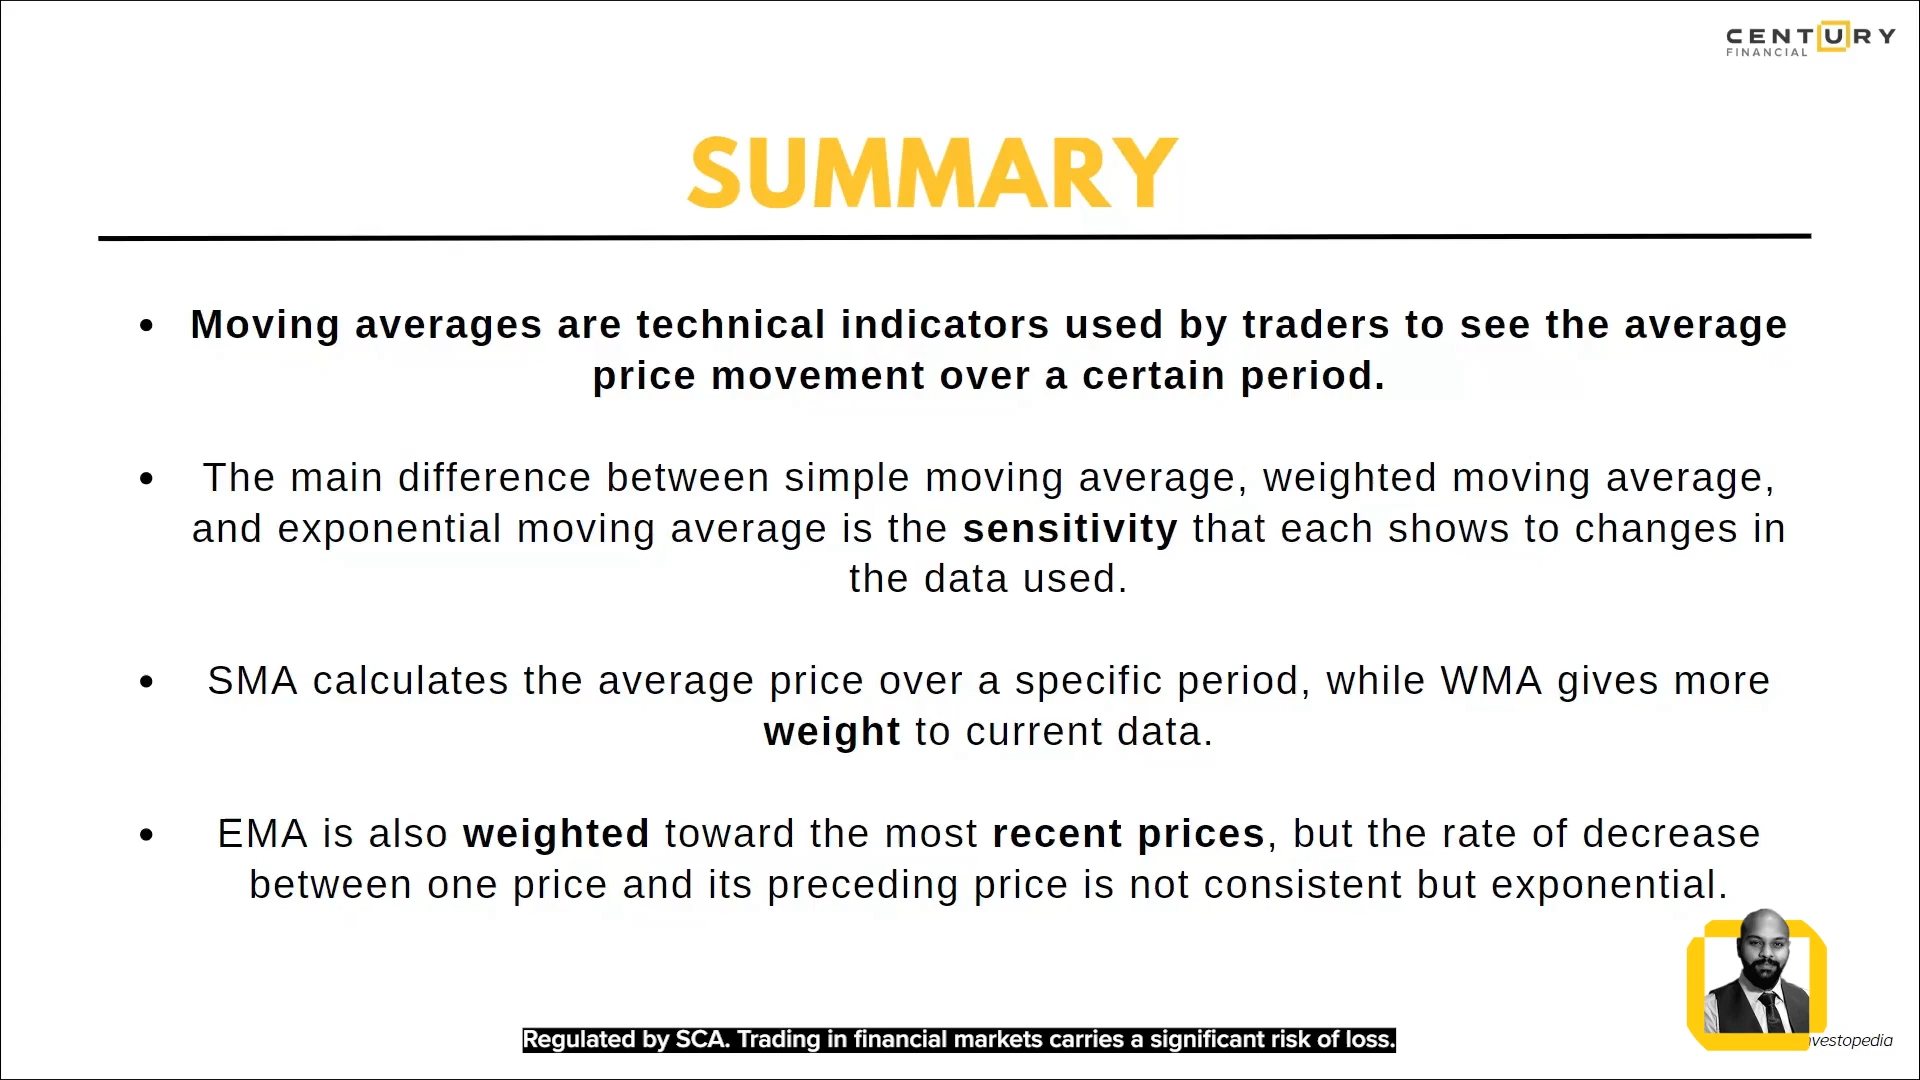 CENTURY
FINANCIAL
SUMMARY
• Moving averages are technical indicators used by traders to see the average
price movement over a certain period.
• The main difference between simple moving average, weighted moving average,
and exponential moving average is the sensitivity that each shows to changes in
the data used.
• SMA calculates the average price over a specific period, while WMA gives more
weight to current data.
• EMA is also weighted toward the most recent prices, but the rate of decrease
between one price and its preceding price is not consistent but exponential.
Regulated by SCA. Trading in financial markets carries a significant risk of loss.